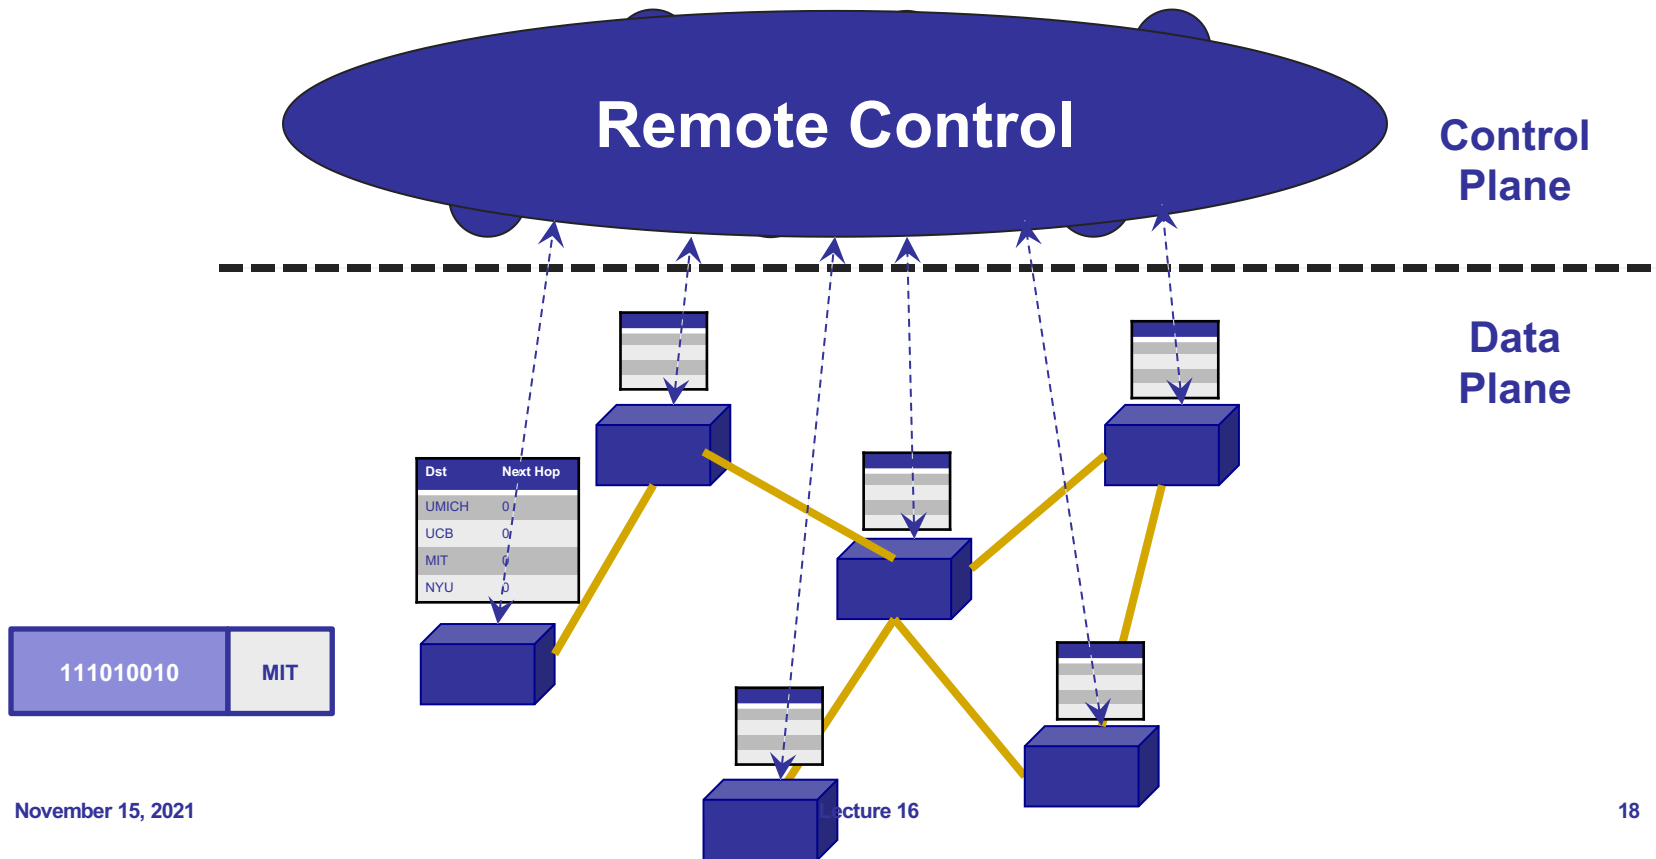 Remote Control
Control
Plane
Data
Plane
Dst Next Hop
UMICH 0
UCB 0
MIT 0
NYU 0
111010010 MIT
November 15, 2021 Lecture 16 18